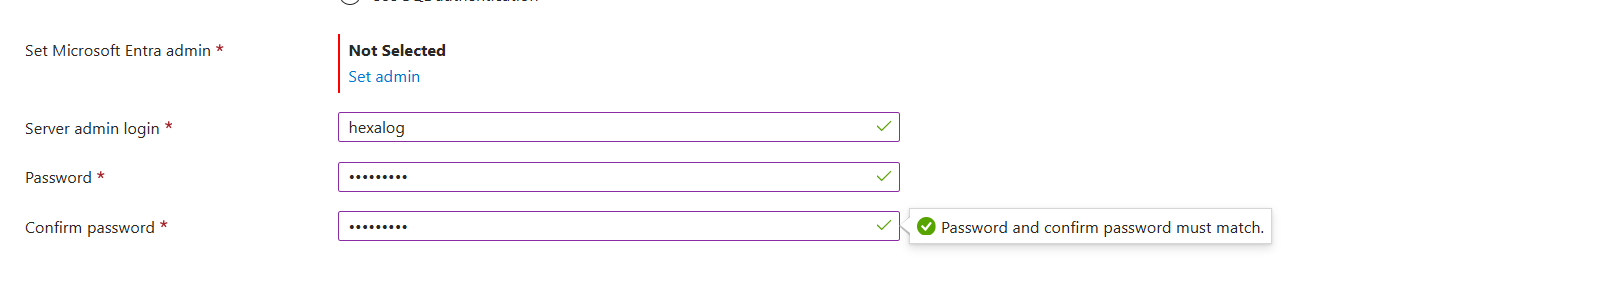 Set Microsoft Entra admin *
Not Selected
Set admin
Server admin login *
hexalog
Password *
•••••••••
Confirm password *
•••••••••
Password and confirm password must match.